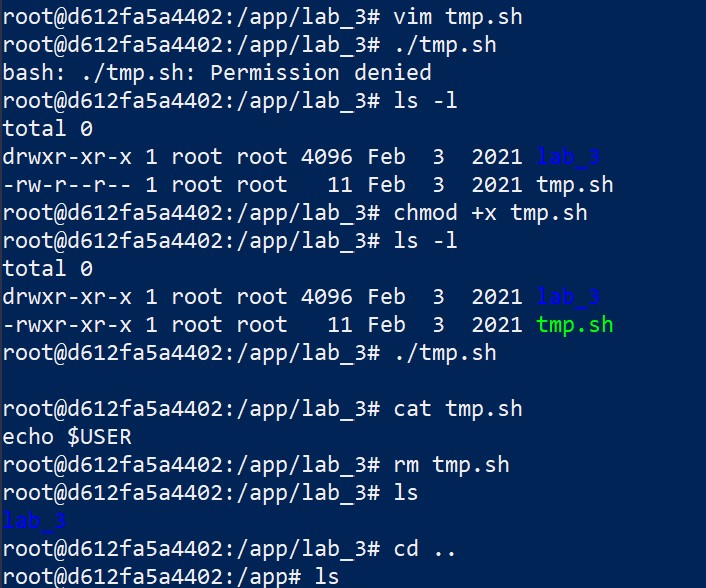 root@d612fa5a4402:/app/lab_3# vim tmp.sh
root@d612fa5a4402:/app/lab_3# ./tmp.sh
bash: ./tmp.sh: Permission denied
root@d612fa5a4402:/app/lab_3# ls -l
total 0
drwxr-xr-x 1 root root 4096 Feb  3  2021 lab_3
-rw-r--r-- 1 root root   11 Feb  3  2021 tmp.sh
root@d612fa5a4402:/app/lab_3# chmod +x tmp.sh
root@d612fa5a4402:/app/lab_3# ls -l
total 0
drwxr-xr-x 1 root root 4096 Feb  3  2021 lab_3
-rwxr-xr-x 1 root root   11 Feb  3  2021 tmp.sh
root@d612fa5a4402:/app/lab_3# ./tmp.sh
root@d612fa5a4402:/app/lab_3# cat tmp.sh
echo $USER
root@d612fa5a4402:/app/lab_3# rm tmp.sh
root@d612fa5a4402:/app/lab_3# ls
lab_3
root@d612fa5a4402:/app/lab_3# cd ..
root@d612fa5a4402:/app# ls